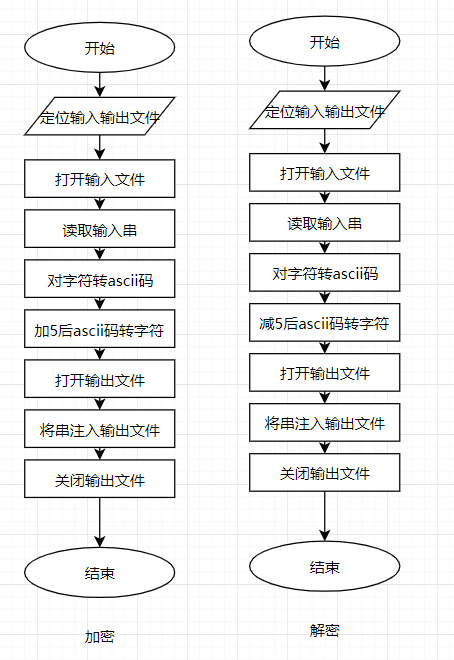 开始
定位输入输出文件
打开输入文件
读取输入串
对字符转ascii码
加5后ascii码转字符
打开输出文件
将串注入输出文件
关闭输出文件
结束
加密
开始
定位输入输出文件
打开输入文件
读取输入串
对字符转ascii码
减5后ascii码转字符
打开输出文件
将串注入输出文件
关闭输出文件
结束
解密